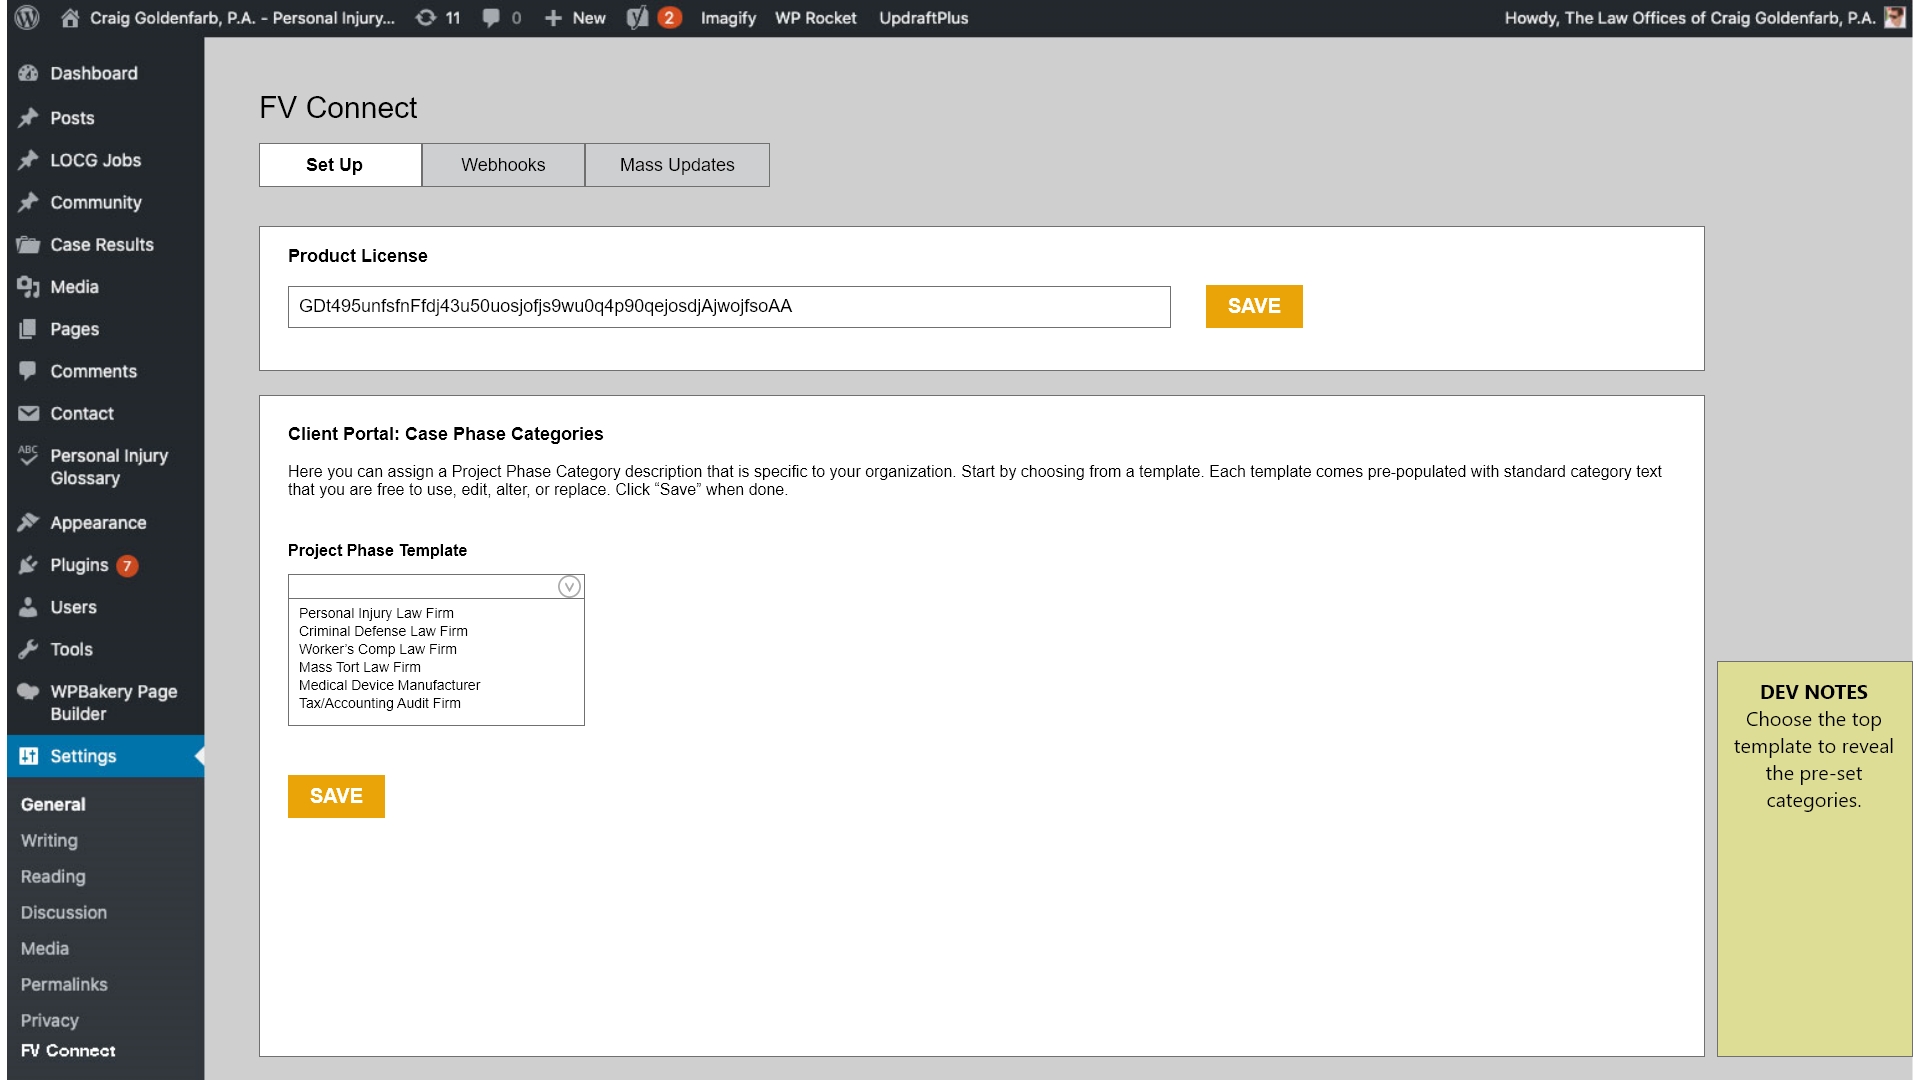 Craig Goldenfarb, P.A. - Personal Injury...
11
0
New
2
Imagify
WP Rocket
UpdraftPlus
Howdy, The Law Offices of Craig Goldenfarb, P.A.
Dashboard
Posts
LOCG Jobs
Community
Case Results
Media
Pages
Comments
Contact
ABC
Personal Injury
Glossary
Appearance
Plugins 7
Users
Tools
WPBakery Page
Builder
Settings
General
Writing
Reading
Discussion
Media
Permalinks
Privacy
FV Connect
FV Connect
Set Up
Webhooks
Mass Updates
Product License
GDt495unfsfnFfdj43u50uosjofjs9wu0q4p90qejosdjAjwojfsoAA
SAVE
Client Portal: Case Phase Categories
Here you can assign a Project Phase Category description that is specific to your organization. Start by choosing from a template. Each template comes pre-populated with standard category text
that you are free to use, edit, alter, or replace. Click “Save” when done.
Project Phase Template
V
Personal Injury Law Firm
Criminal Defense Law Firm
Worker’s Comp Law Firm
Mass Tort Law Firm
Medical Device Manufacturer
Tax/Accounting Audit Firm
SAVE
DEV NOTES
Choose the top
template to reveal
the pre-set
categories.